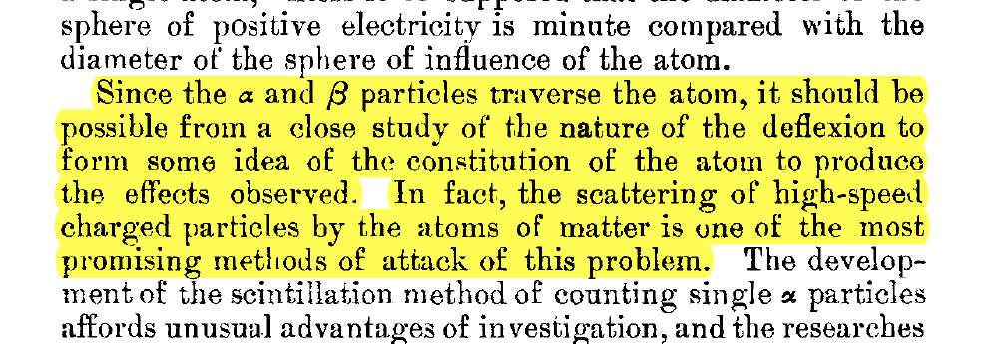 sphere of positive electricity is minute compared with the
diameter of the sphere of influence of the atom.
Since the α and β particles traverse the atom, it should be
possible from a close study of the nature of the deflexion to
form some idea of the constitution of the atom to produce
the effects observed. In fact, the scattering of high-speed
charged particles by the atoms of matter is one of the most
promising methods of attack of this problem. The develop-
ment of the scintillation method of counting single α particles
affords unusual advantages of investigation, and the researches